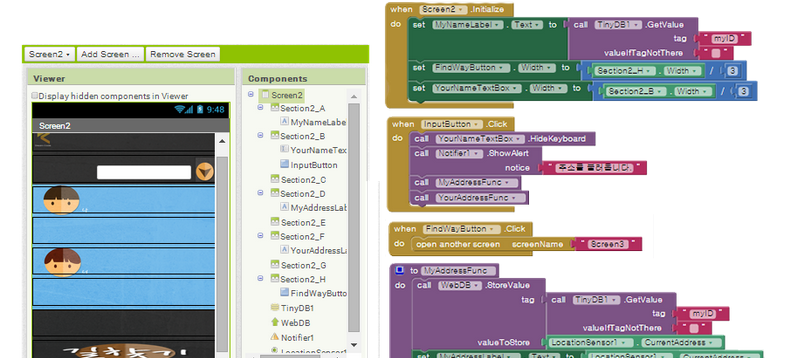 Screen2
Add Screen ...
Remove Screen
Viewer
Display hidden components in Viewer
9:48
Screen2
Components
Screen2
Section2_A
MyNameLabe
Section2_B
YourNameTex
InputButton
Section2_C
Section2_D
MyAddressLab
Section2_E
Section2_F
YourAddressLa
Section2_G
Section2_H
FindWayButto
TinyDB1
WebDB
Notifier1
LocationSensor1
when Screen2 .Initialize
do set MyNameLabel . Text to call TinyDB1 .GetValue
tag " myID "
valueIfTagNotThere " "
set FindWayButton . Width to Section2_H . Width / 3
set YourNameTextBox . Width to Section2_B . Width / 3
when InputButton .Click
do call YourNameTextBox .HideKeyboard
call Notifier1 .ShowAlert
notice " 주소를 불러옵니다. "
call MyAddressFunc
call YourAddressFunc
when FindWayButton .Click
do open another screen screenName " Screen3 "
to MyAddressFunc
do call WebDB .StoreValue
tag call TinyDB1 .GetValue
tag " myID "
valueIfTagNotThere " "
valueToStore LocationSensor1 . CurrentAddress
set MyAddressLabel . Text to LocationSensor1 . CurrentAddress